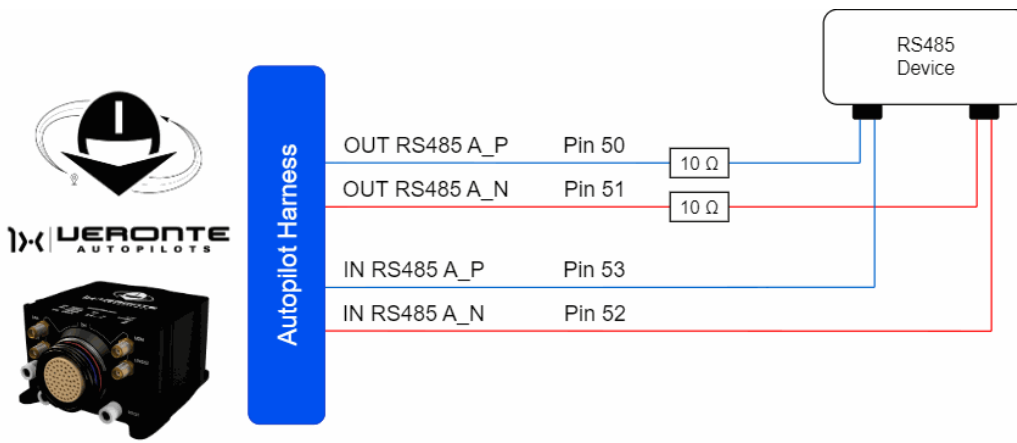 RS485
Device
Autopilot Harness
OUT RS485 A_P Pin 50
10 Ω
OUT RS485 A_N Pin 51
10 Ω
IN RS485 A_P Pin 53
IN RS485 A_N Pin 52
VERONTE
AUTOPILOTS